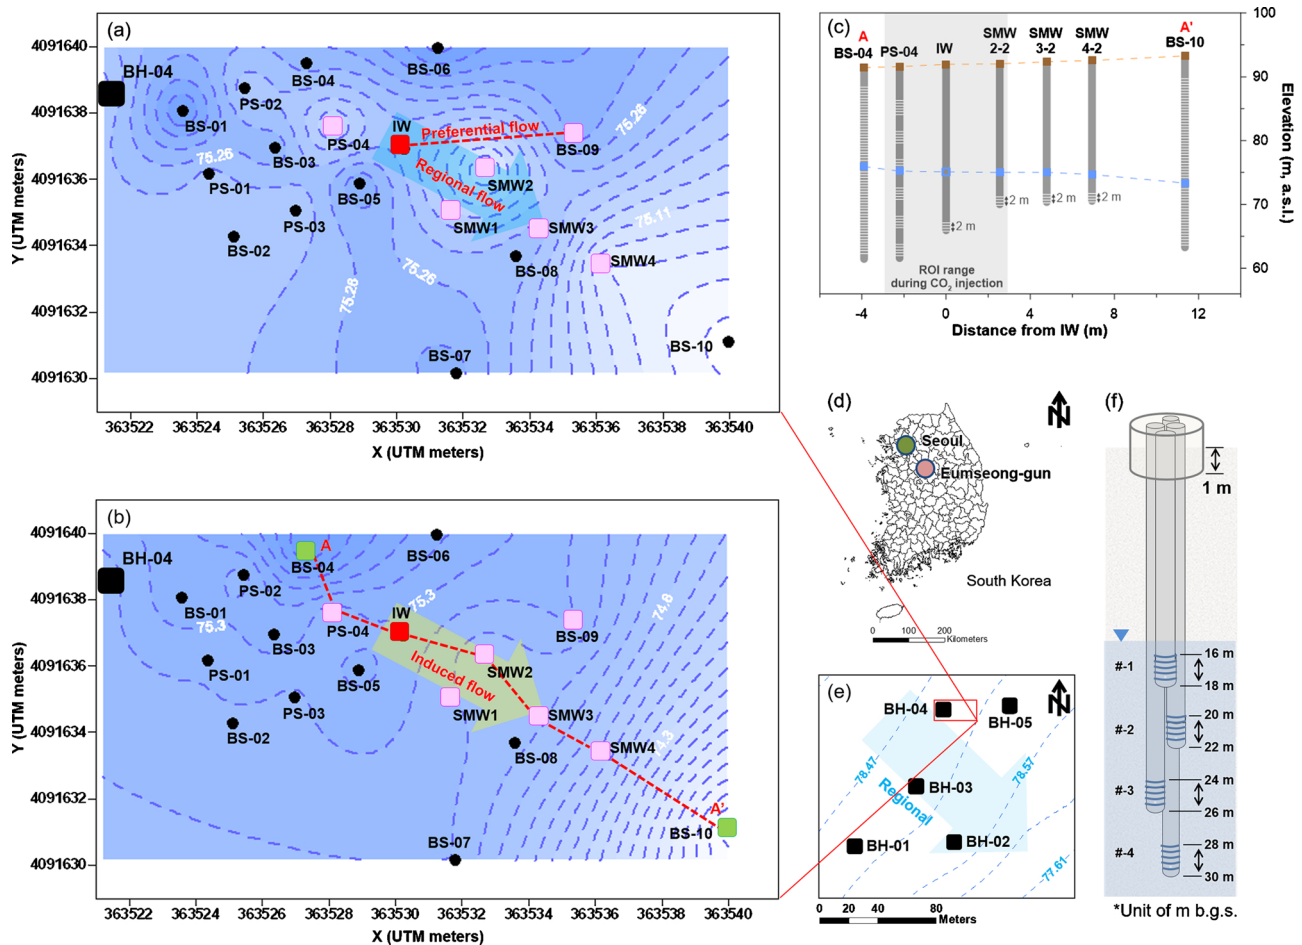 (a)
4091640
4091638
4091636
4091634
4091632
4091630
Y (UTM meters)
BH-04
BS-01
PS-02
BS-04
BS-06
PS-04
IW
Preferential flow
BS-09
75.26
BS-03
75.26
PS-01
BS-05
Regional flow
SMW2
PS-03
SMW1
SMW3
75.11
BS-02
BS-08
SMW4
75.26
75.26
BS-07
BS-10
363522
363524
363526
363528
363530
363532
363534
363536
363538
363540
X (UTM meters)
(b)
4091640
4091638
4091636
4091634
4091632
4091630
Y (UTM meters)
BH-04
A
BS-04
BS-06
PS-02
BS-01
75.3
75.3
PS-04
IW
74.8
BS-03
BS-09
PS-01
BS-05
Induced flow
SMW2
PS-03
SMW1
SMW3
BS-02
BS-08
SMW4
74.3
A'
BS-10
BS-07
363522
363524
363526
363528
363530
363532
363534
363536
363538
363540
X (UTM meters)
(c)
A
BS-04
PS-04
IW
SMW
2-2
SMW
3-2
SMW
4-2
A'
BS-10
100
90
80
70
60
Elevation (m, a.s.l.)
2 m
2 m
2 m
2 m
ROI range
during CO2 injection
-4
0
4
8
12
Distance from IW (m)
(d)
N
Seoul
Eumseong-gun
South Korea
0
100
200
Kilometers
(e)
N
BH-04
BH-05
78.47
78.57
BH-03
Regional
BH-01
BH-02
77.61
0
20
40
80
Meters
(f)
1 m
#-1
16 m
18 m
#-2
20 m
22 m
#-3
24 m
26 m
#-4
28 m
30 m
*Unit of m b.g.s.